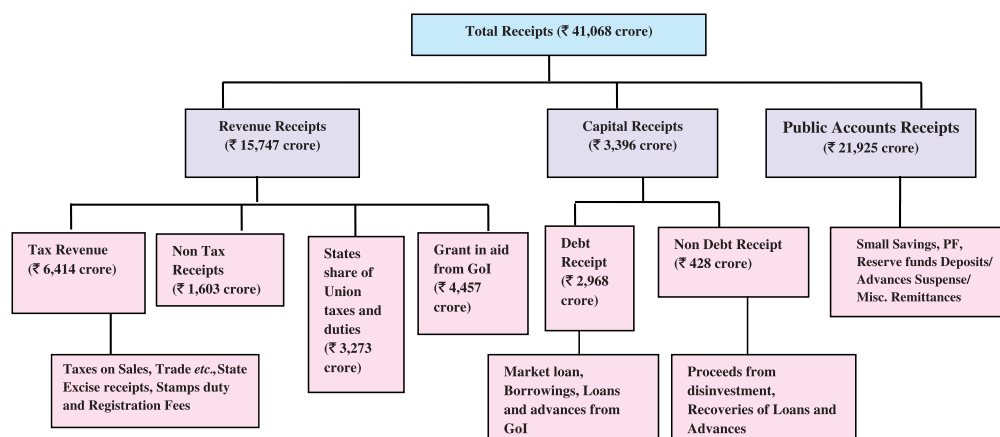 Total Receipts (₹ 41,068 crore)
Revenue Receipts
(₹ 15,747 crore)
Capital Receipts
(₹ 3,396 crore)
Public Accounts Receipts
(₹ 21,925 crore)
Tax Revenue
(₹ 6,414 crore)
Non Tax
Receipts
(₹ 1,603 crore)
States
share of
Union
taxes and
duties
(₹ 3,273
crore)
Grant in aid
from GoI
(₹ 4,457
crore)
Debt
Receipt
(₹ 2,968
crore)
Non Debt Receipt
(₹ 428 crore)
Small Savings, PF,
Reserve funds Deposits/
Advances Suspense/
Misc. Remittances
Taxes on Sales, Trade etc., State
Excise receipts, Stamps duty
and Registration Fees
Market loan,
Borrowings, Loans
and advances from
GoI
Proceeds from
disinvestment,
Recoveries of Loans and
Advances